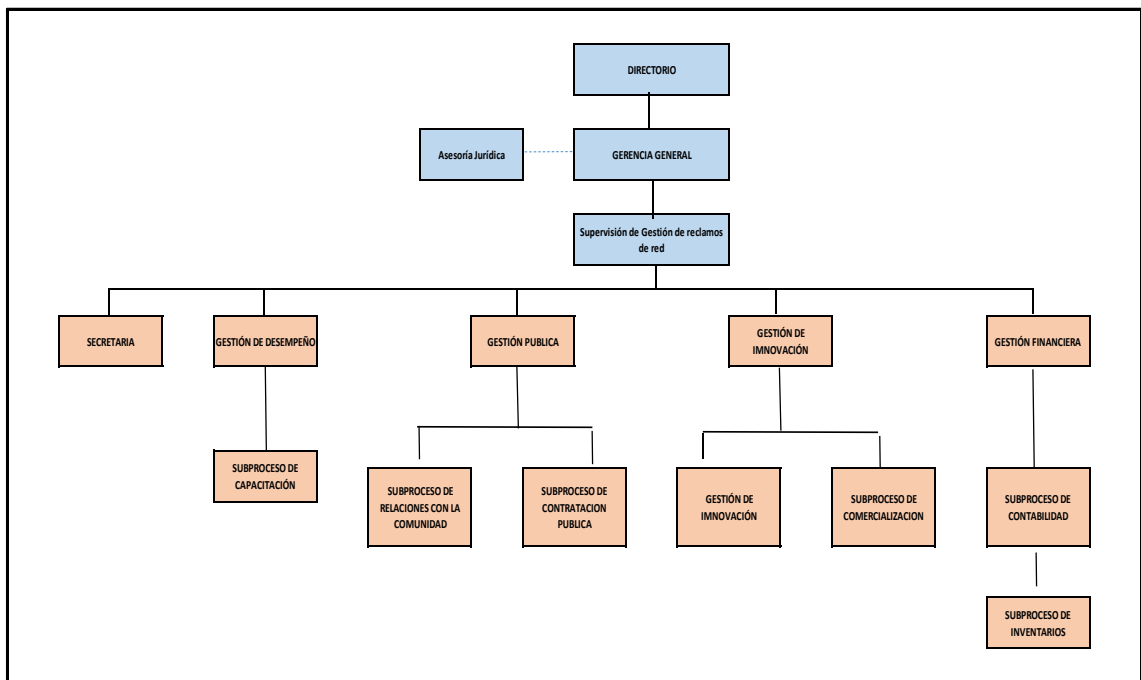 DIRECTORIO
Asesoría Jurídica
GERENCIA GENERAL
Supervisión de Gestión de reclamos
de red
SECRETARIA
GESTIÓN DE DESEMPEÑO
GESTIÓN PUBLICA
GESTIÓN DE
IMNOVACIÓN
GESTIÓN FINANCIERA
SUBPROCESO DE
CAPACITACIÓN
SUBPROCESO DE
RELACIONES CON LA
COMUNIDAD
SUBPROCESO DE
CONTRATACION
PUBLICA
GESTIÓN DE
IMNOVACIÓN
SUBPROCESO DE
COMERCIALIZACION
SUBPROCESO DE
CONTABILIDAD
SUBPROCESO DE
INVENTARIOS